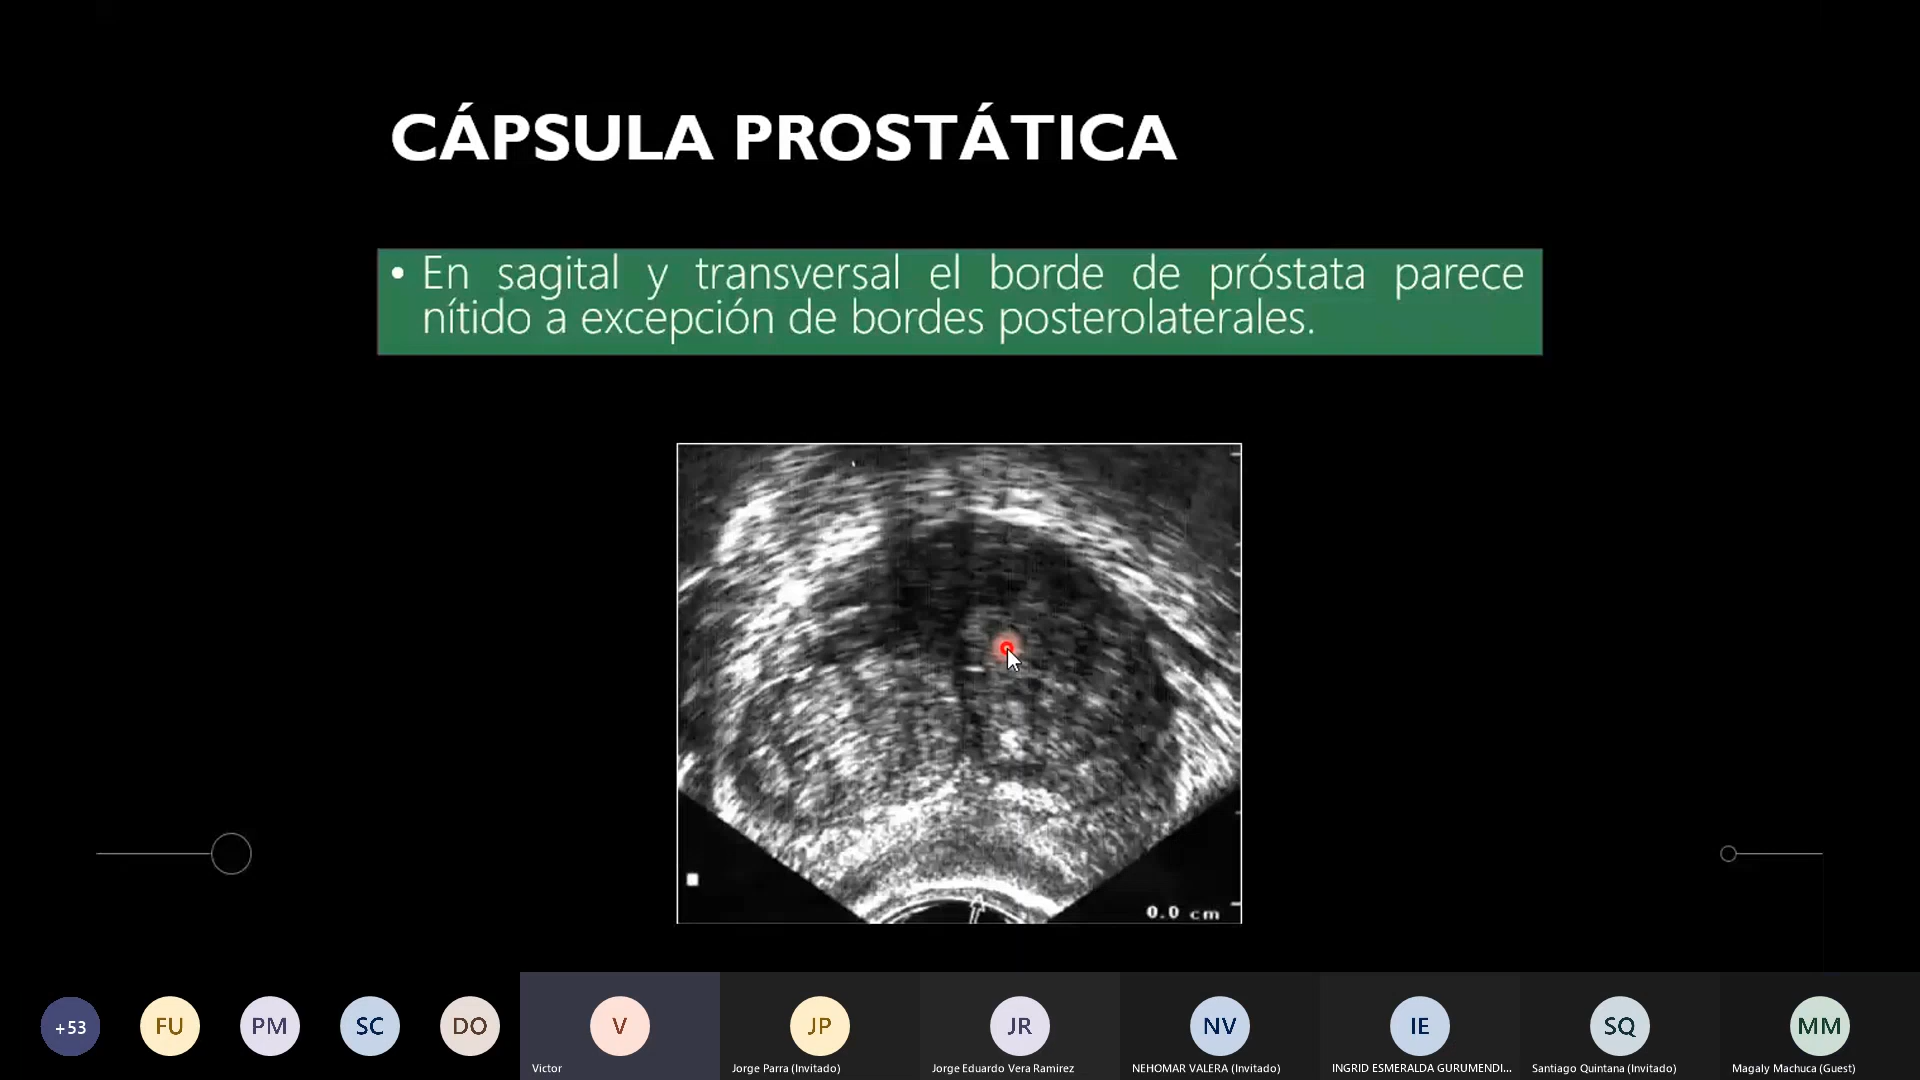 CÁPSULA PROSTÁTICA
• En sagital y transversal el borde de próstata parece
nítido a excepción de bordes posterolaterales.
0.0 cm
+53
FU
PM
SC
DO
V
JP
JR
NV
IE
SQ
MM
Victor
Jorge Parra (Invitado)
Jorge Eduardo Vera Ramirez
NEHOMAR VALERA (Invitado)
INGRID ESMERALDA GURUMENDI...
Santiago Quintana (Invitado)
Magaly Machuca (Guest)